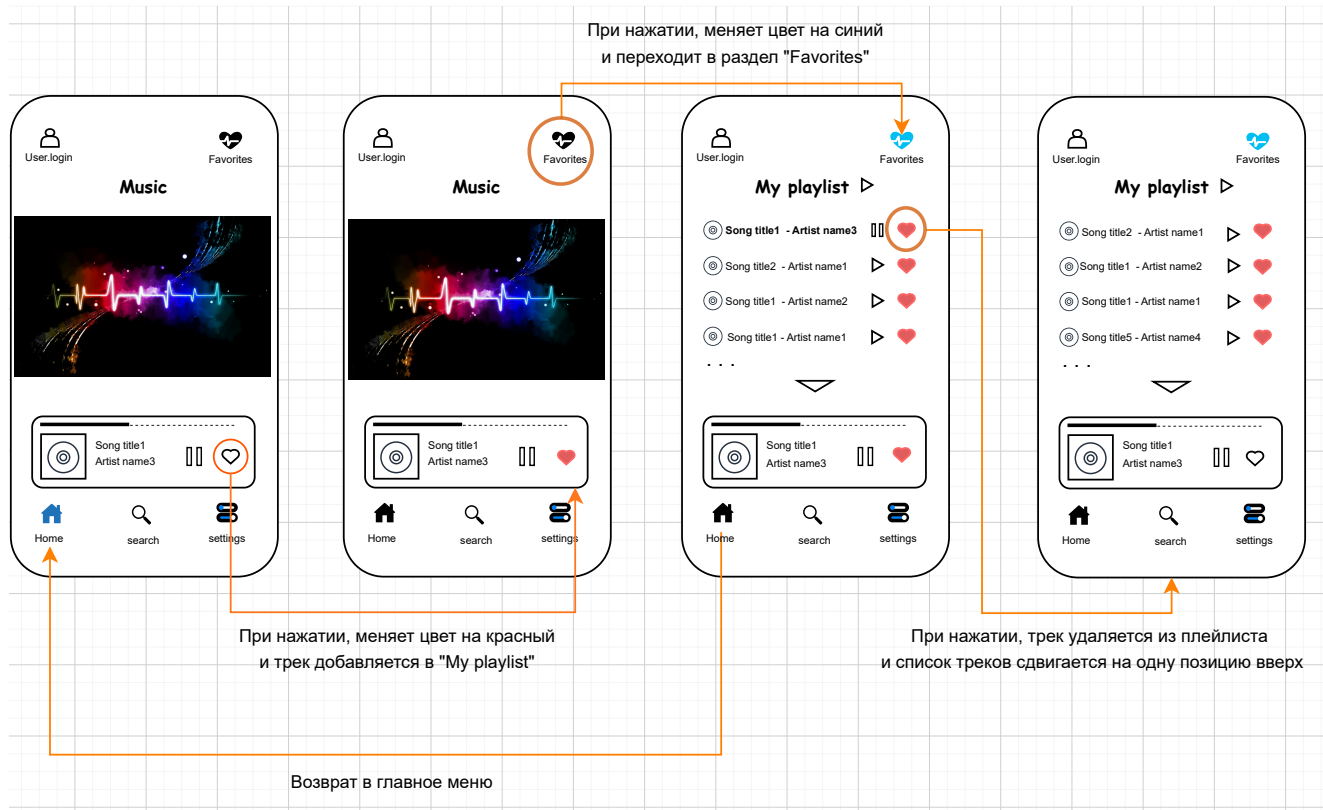 При нажатии, меняет цвет на синий
и переходит в раздел "Favorites"
User.login
Favorites
Music
Song title1
Artist name3
Home
search
settings
User.login
Favorites
Music
Song title1
Artist name3
Home
search
settings
User.login
Favorites
My playlist
Song title1 - Artist name3
Song title2 - Artist name1
Song title1 - Artist name2
Song title1 - Artist name1
. . .
Song title1
Artist name3
Home
search
settings
User.login
Favorites
My playlist
Song title2 - Artist name1
Song title1 - Artist name2
Song title1 - Artist name1
Song title5 - Artist name4
. . .
Song title1
Artist name3
Home
search
settings
При нажатии, меняет цвет на красный
и трек добавляется в "My playlist"
При нажатии, трек удаляется из плейлиста
и список треков сдвигается на одну позицию вверх
Возврат в главное меню